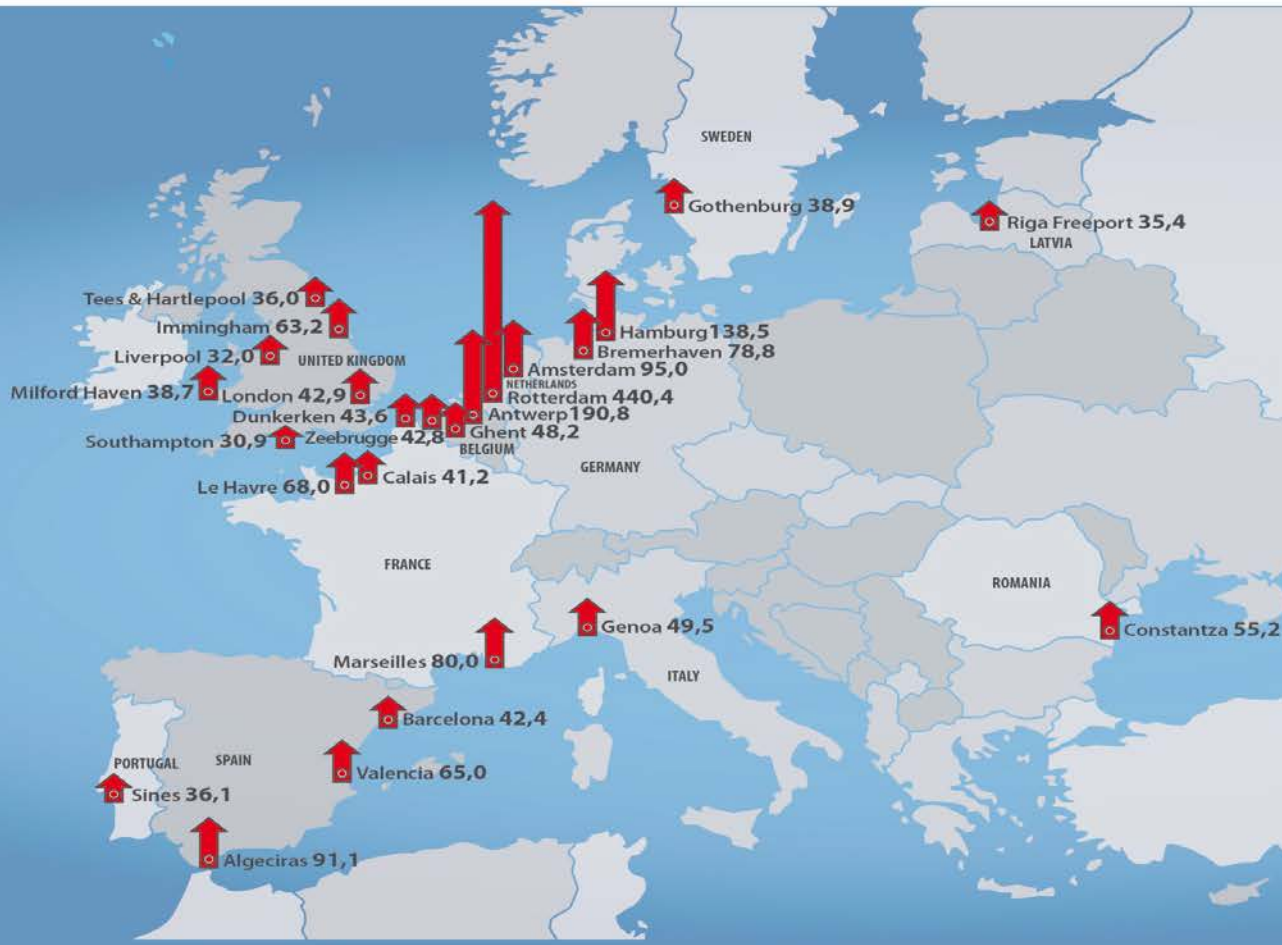 SWEDEN
Gothenburg 38,9
Riga Freeport 35,4
LATVIA
Tees & Hartlepool 36,0
Immingham 63,2
Hamburg138,5
Liverpool 32,0
UNITED KINGDOM
Bremerhaven 78,8
Amsterdam 95,0
NETHERLANDS
Milford Haven 38,7
London 42,9
Rotterdam 440,4
Dunkerken 43,6
Antwerp190,8
Southampton 30,9
Zeebrugge 42,8
Ghent 48,2
BELGIUM
GERMANY
Calais 41,2
Le Havre 68,0
FRANCE
ROMANIA
Genoa 49,5
Constantza 55,2
Marseilles 80,0
ITALY
Barcelona 42,4
PORTUGAL
SPAIN
Valencia 65,0
Sines 36,1
Algeciras 91,1